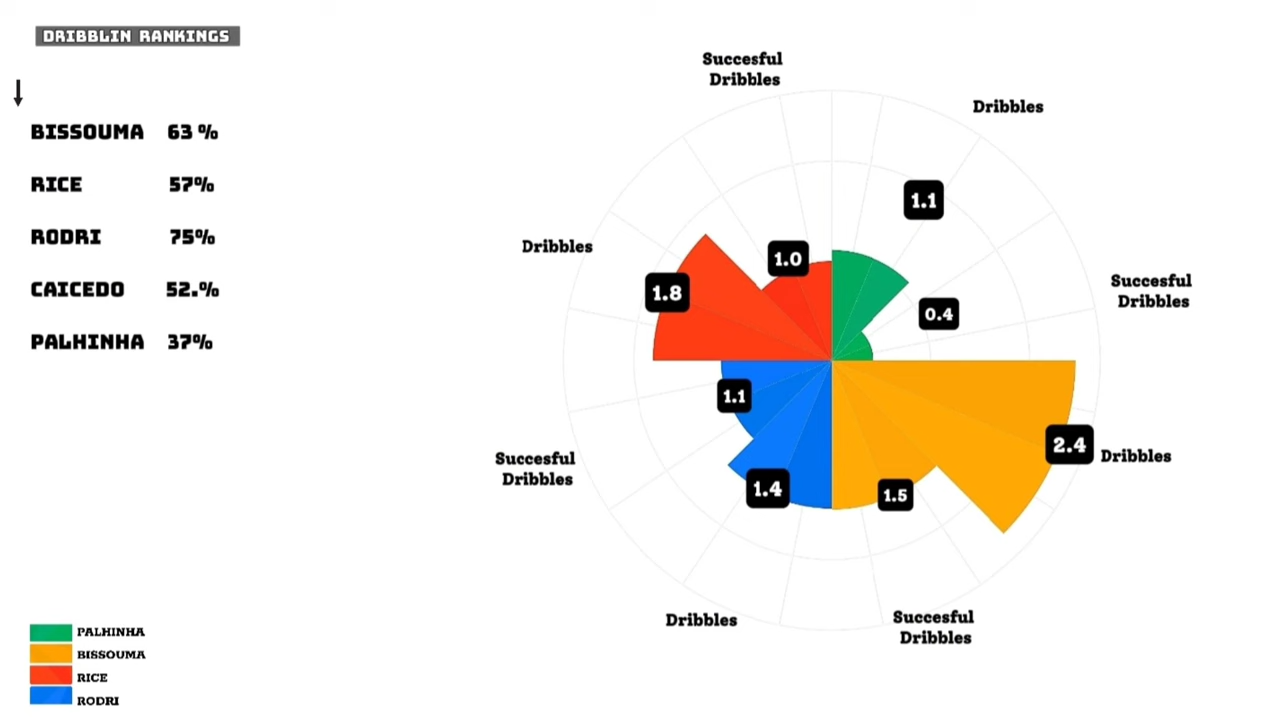 DRIBBLIN RANKINGS
BISSOUMA 63 %
RICE 57%
RODRI 75%
CAICEDO 52.%
PALHINHA 37%
Succesful
Dribbles
Dribbles
1.1
Dribbles
1.0
1.8
Succesful
Dribbles
0.4
1.1
2.4
Dribbles
Succesful
Dribbles
1.4
1.5
Dribbles
Succesful
Dribbles
PALHINHA
BISSOUMA
RICE
RODRI